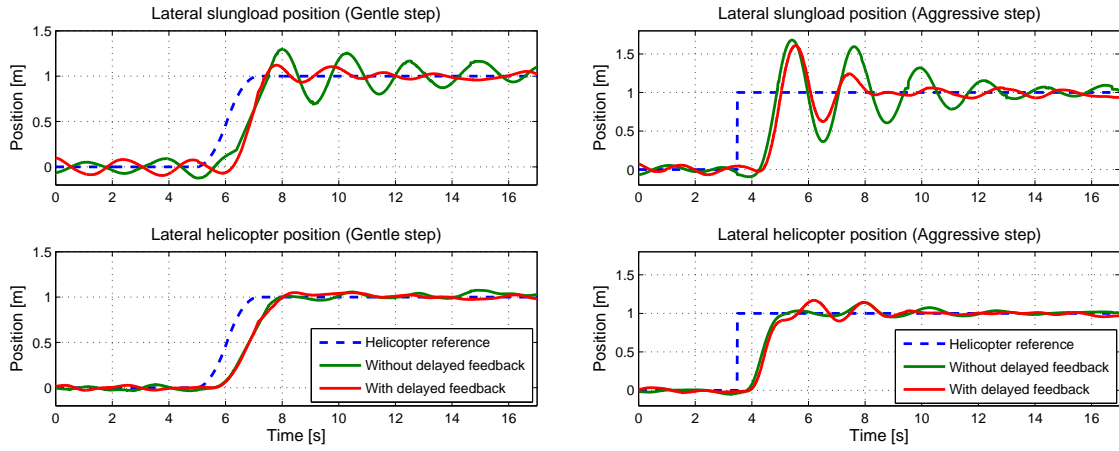 Lateral slungload position (Gentle step)
Position [m]
1.5
1
0.5
0
0 2 4 6 8 10 12 14 16
Lateral slungload position (Aggressive step)
Position [m]
1.5
1
0.5
0
0 2 4 6 8 10 12 14 16
Lateral helicopter position (Gentle step)
Position [m]
1.5
1
0.5
0
0 2 4 6 8 10 12 14 16
Time [s]
Helicopter reference
Without delayed feedback
With delayed feedback
Lateral helicopter position (Aggressive step)
Position [m]
1.5
1
0.5
0
0 2 4 6 8 10 12 14 16
Time [s]
Helicopter reference
Without delayed feedback
With delayed feedback